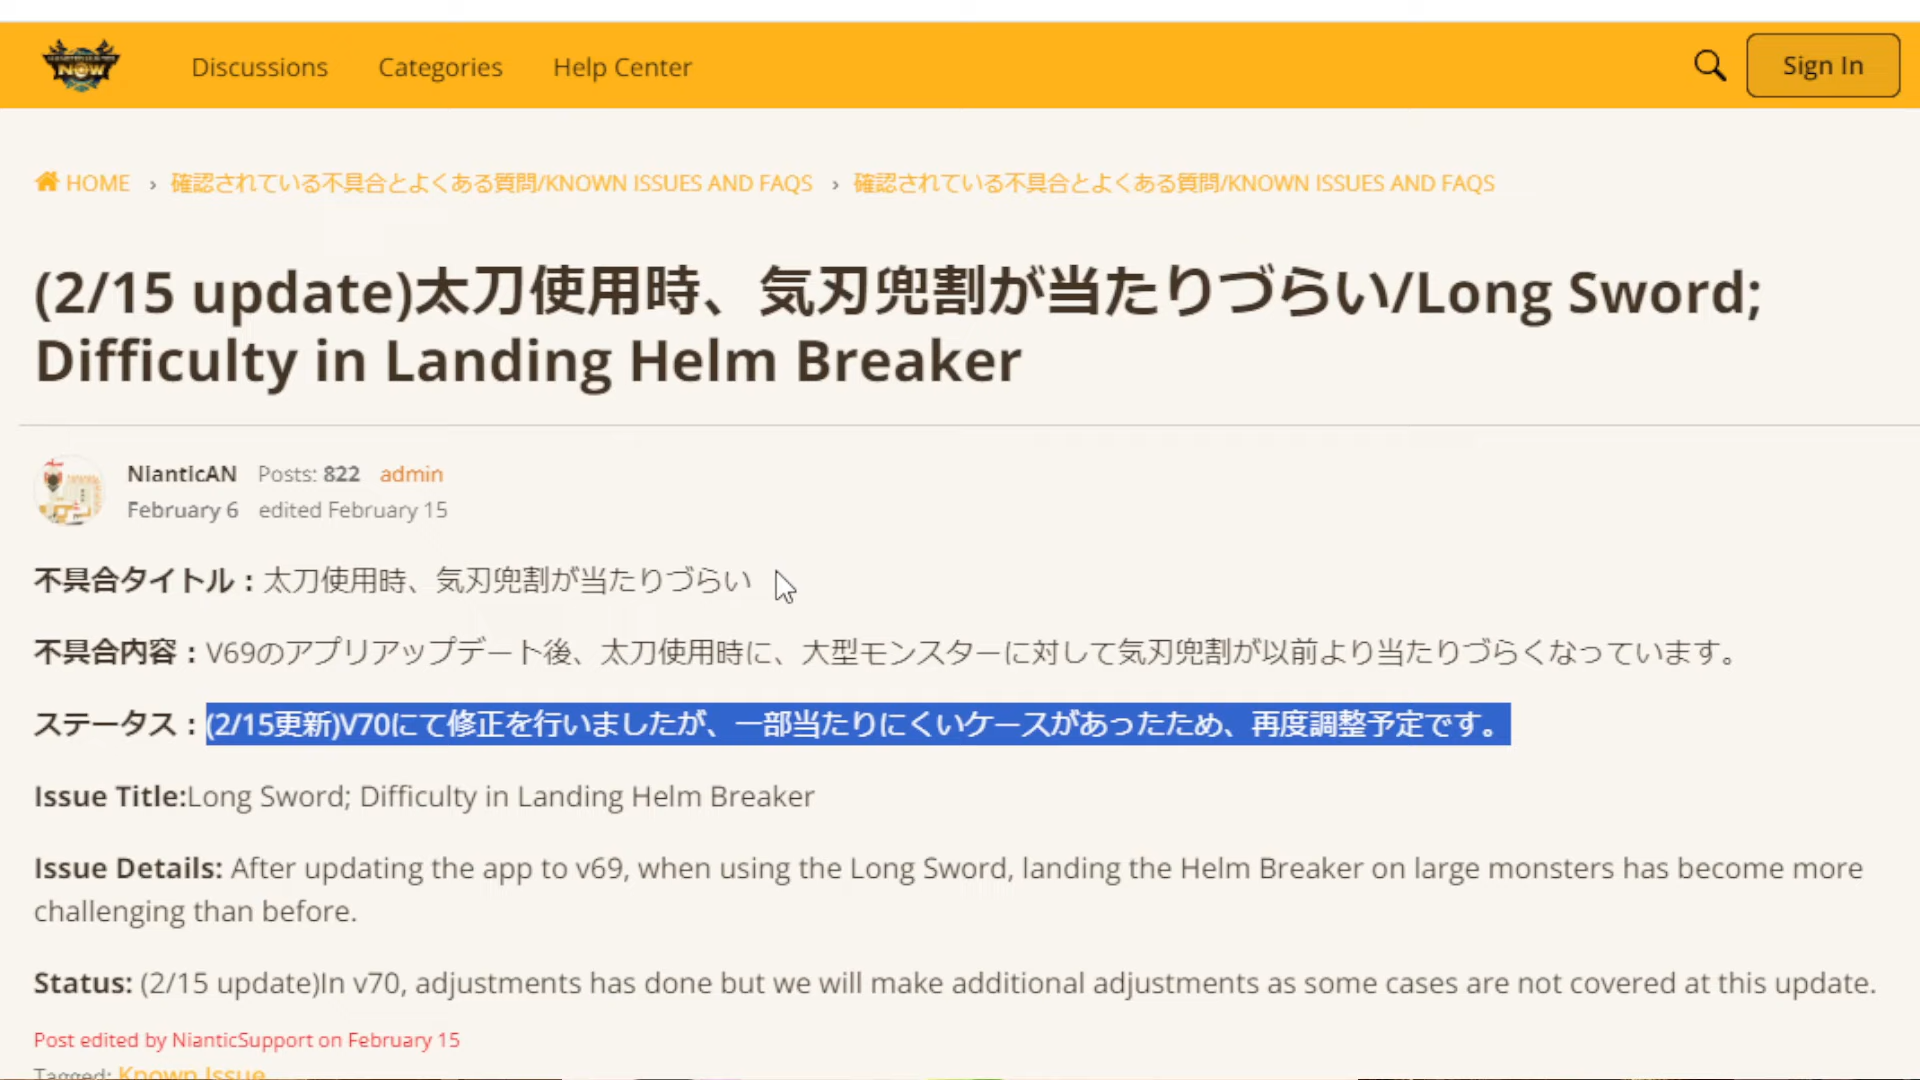 NOW
Discussions
Categories
Help Center
Sign In
HOME › 確認されている不具合とよくある質問/KNOWN ISSUES AND FAQS › 確認されている不具合とよくある質問/KNOWN ISSUES AND FAQS
(2/15 update)太刀使用時、気刃兜割が当たりづらい/Long Sword;
Difficulty in Landing Helm Breaker
NianticAN Posts: 822 admin
February 6 edited February 15
不具合タイトル：太刀使用時、気刃兜割が当たりづらい
不具合内容：V69のアプリアップデート後、太刀使用時に、大型モンスターに対して気刃兜割が以前より当たりづらくなっています。
ステータス：(2/15更新)V70にて修正を行いましたが、一部当たりにくいケースがあったため、再度調整予定です。
Issue Title:Long Sword; Difficulty in Landing Helm Breaker
Issue Details: After updating the app to v69, when using the Long Sword, landing the Helm Breaker on large monsters has become more
challenging than before.
Status: (2/15 update)In v70, adjustments has done but we will make additional adjustments as some cases are not covered at this update.
Post edited by NianticSupport on February 15
Tagged: Known Issue